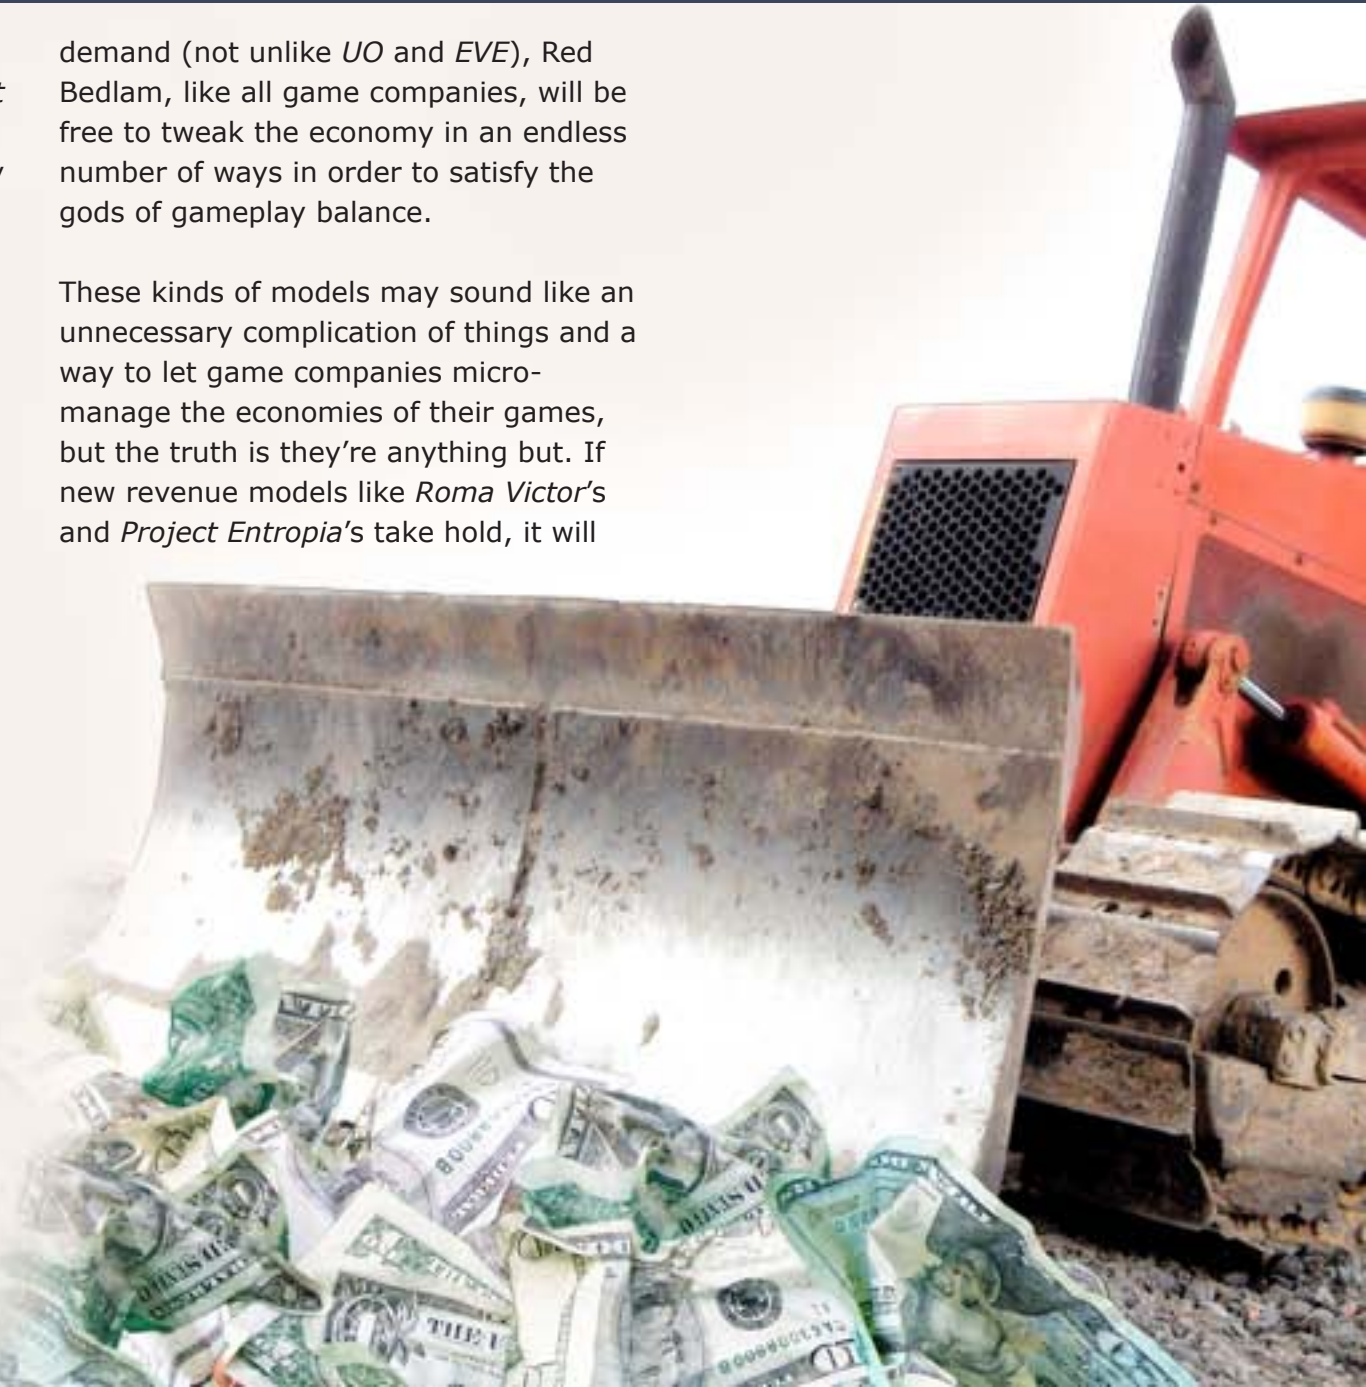 demand (not unlike UO and EVE), Red
Bedlam, like all game companies, will be
free to tweak the economy in an endless
number of ways in order to satisfy the
gods of gameplay balance.
These kinds of models may sound like an
unnecessary complication of things and a
way to let game companies micro-
manage the economies of their games,
but the truth is they’re anything but. If
new revenue models like Roma Victor’s
and Project Entropia’s take hold, it will